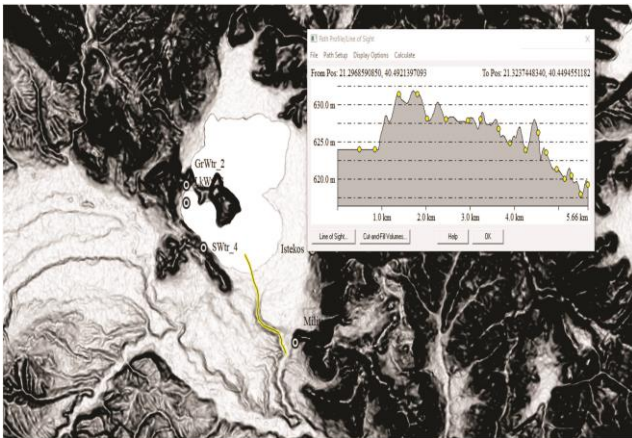 Path Profile/Line of Sight
X
File Path Setup Display Options Calculate
From Pos: 21.2968590850, 40.4921397093 To Pos: 21.3237448340, 40.4494551182
630.0 m
625.0 m
620.0 m
1.0 km 2.0 km 3.0 km 4.0 km 5.66 km
Line of Sight... Cut-and-Fill Volumes... Help OK
GrWtr_2
SWtr_4
Istekos